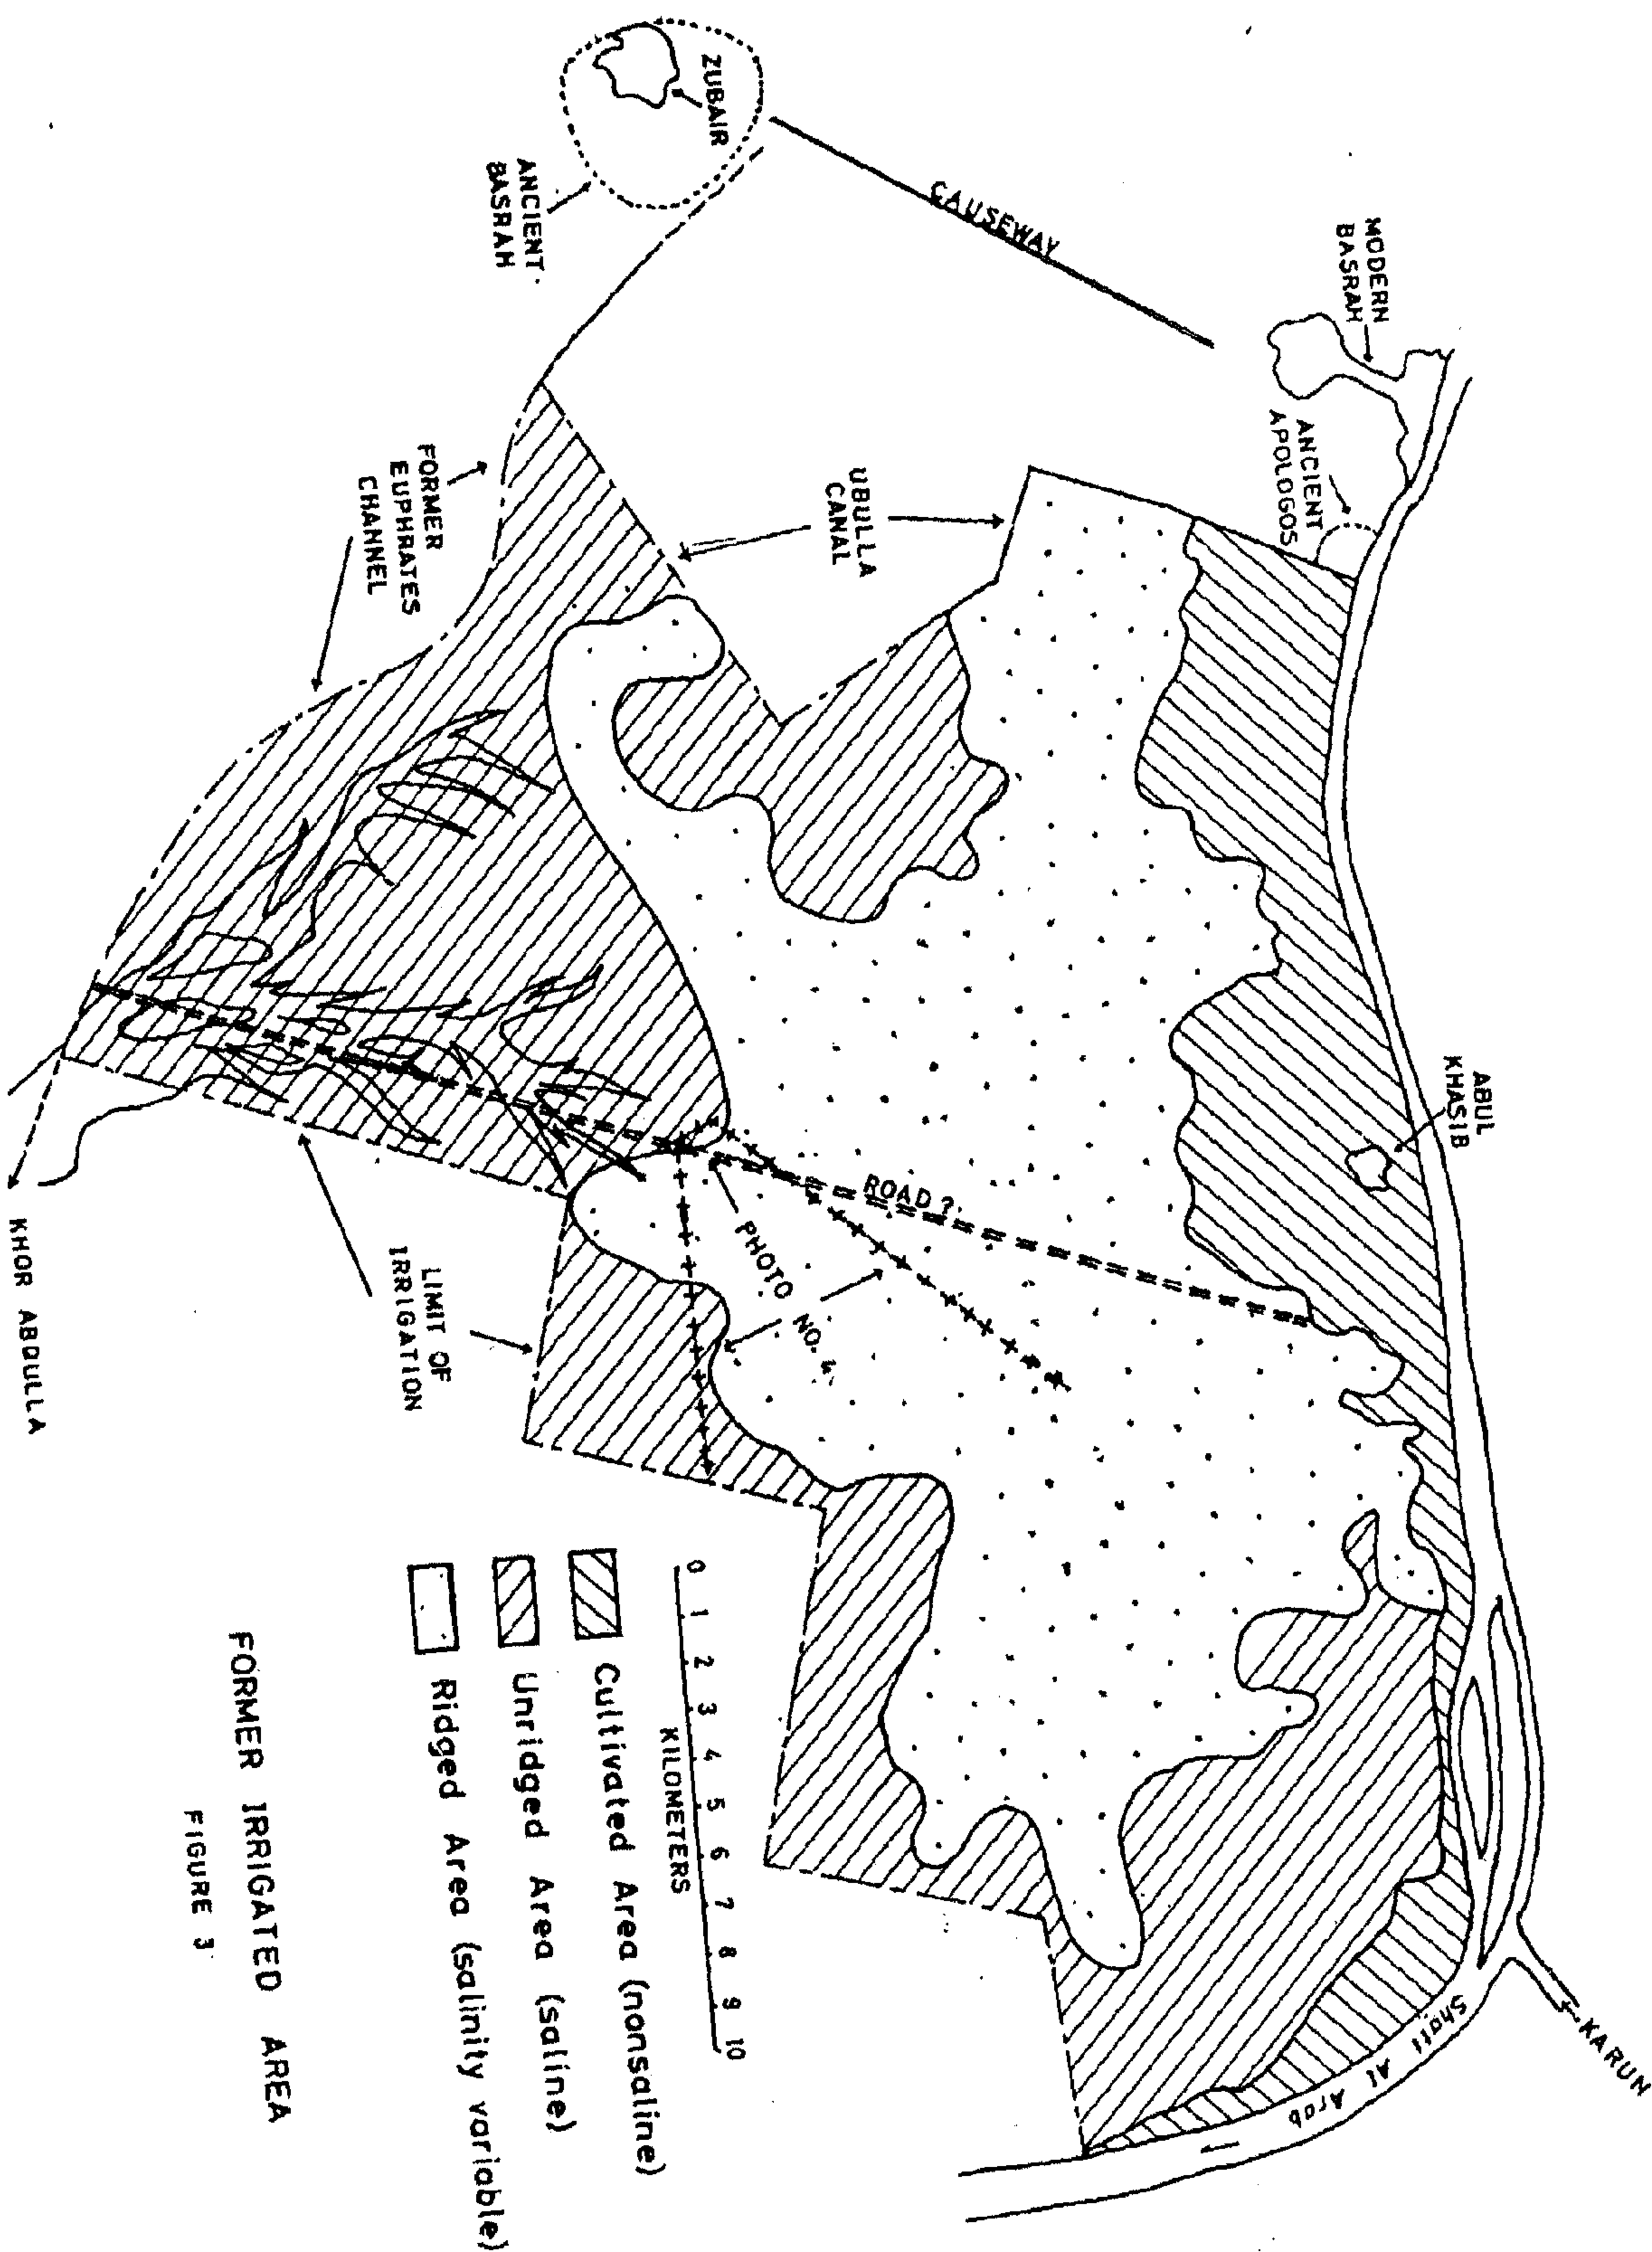 KARUN
Shatt Al Arab
ABUL
KHASIB
MODERN
BASRAH
ANCIENT
APOLOGOS
CAUSEWAY
ZUBAIR
ANCIENT
BASRAH
UBULLA
CANAL
FORMER
EUPHRATES
CHANNEL
ROAD ?
PHOTO NO. 4
LIMIT OF
IRRIGATION
KHOR ABDULLA
0 1 2 3 4 5 6 7 8 9 10
KILOMETERS
Cultivated Area (nonsaline)
Unridged Area (saline)
Ridged Area (salinity variable)
FORMER IRRIGATED AREA
FIGURE 3